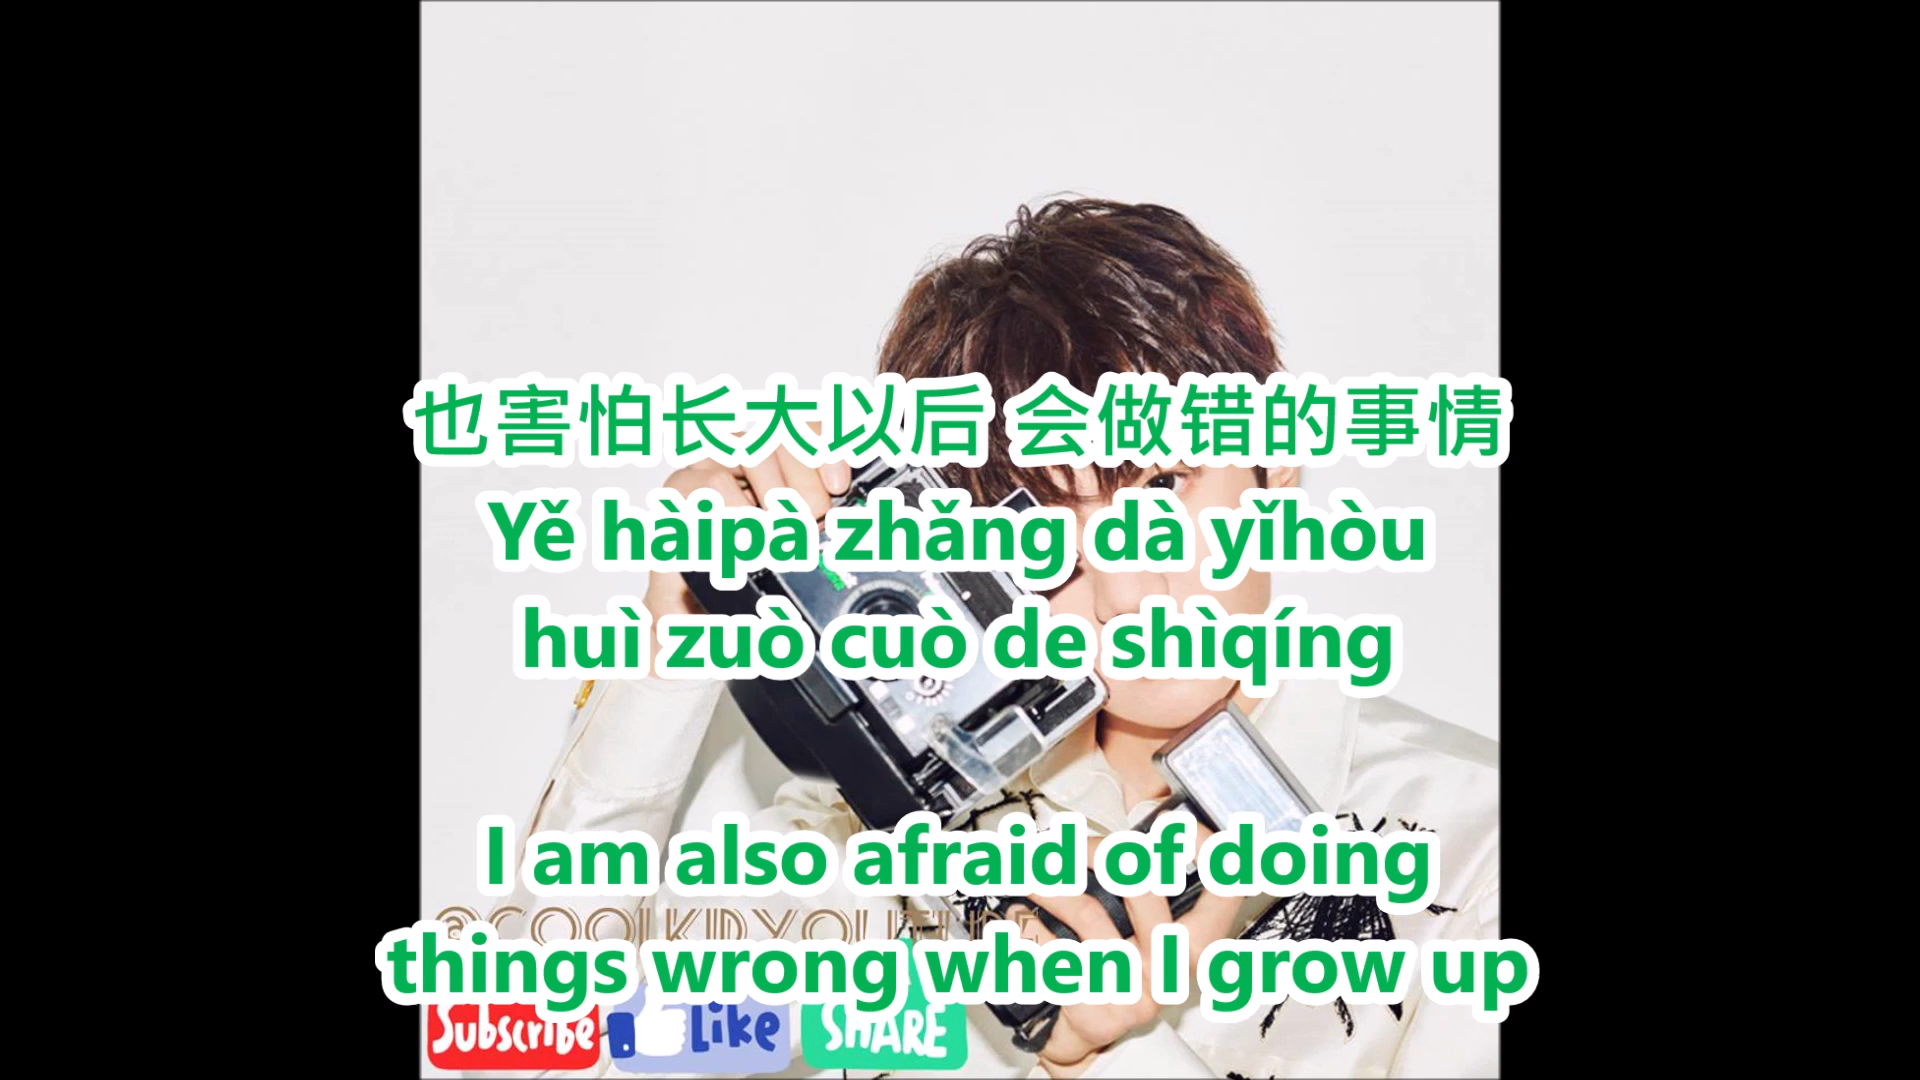 也害怕长大以后 会做错的事情
Yě hàipà zhǎng dà yǐhòu
huì zuò cuò de shìqíng
I am also afraid of doing
@COOLKIDYOUTUBE
things wrong when I grow up
Subscribe Like SHARE